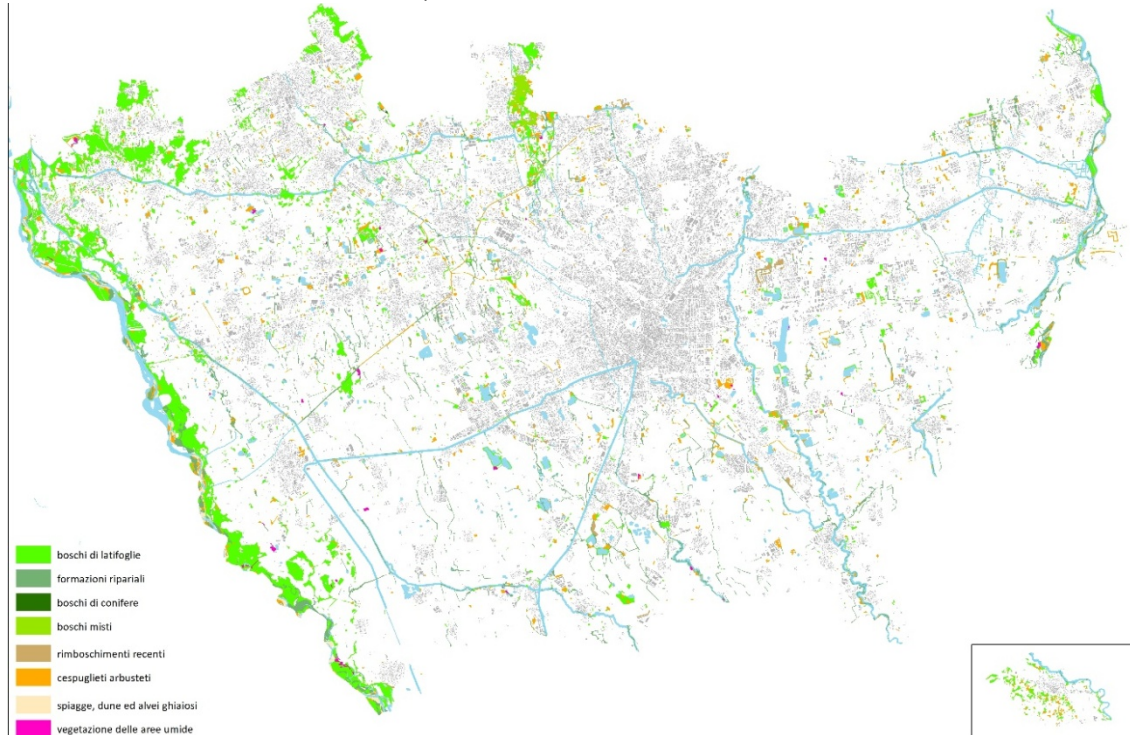 boschi di latifoglie
formazioni ripariali
boschi di conifere
boschi misti
rimboschimenti recenti
cespuglieti arbusteti
spiagge, dune ed alvei ghiaiosi
vegetazione delle aree umide